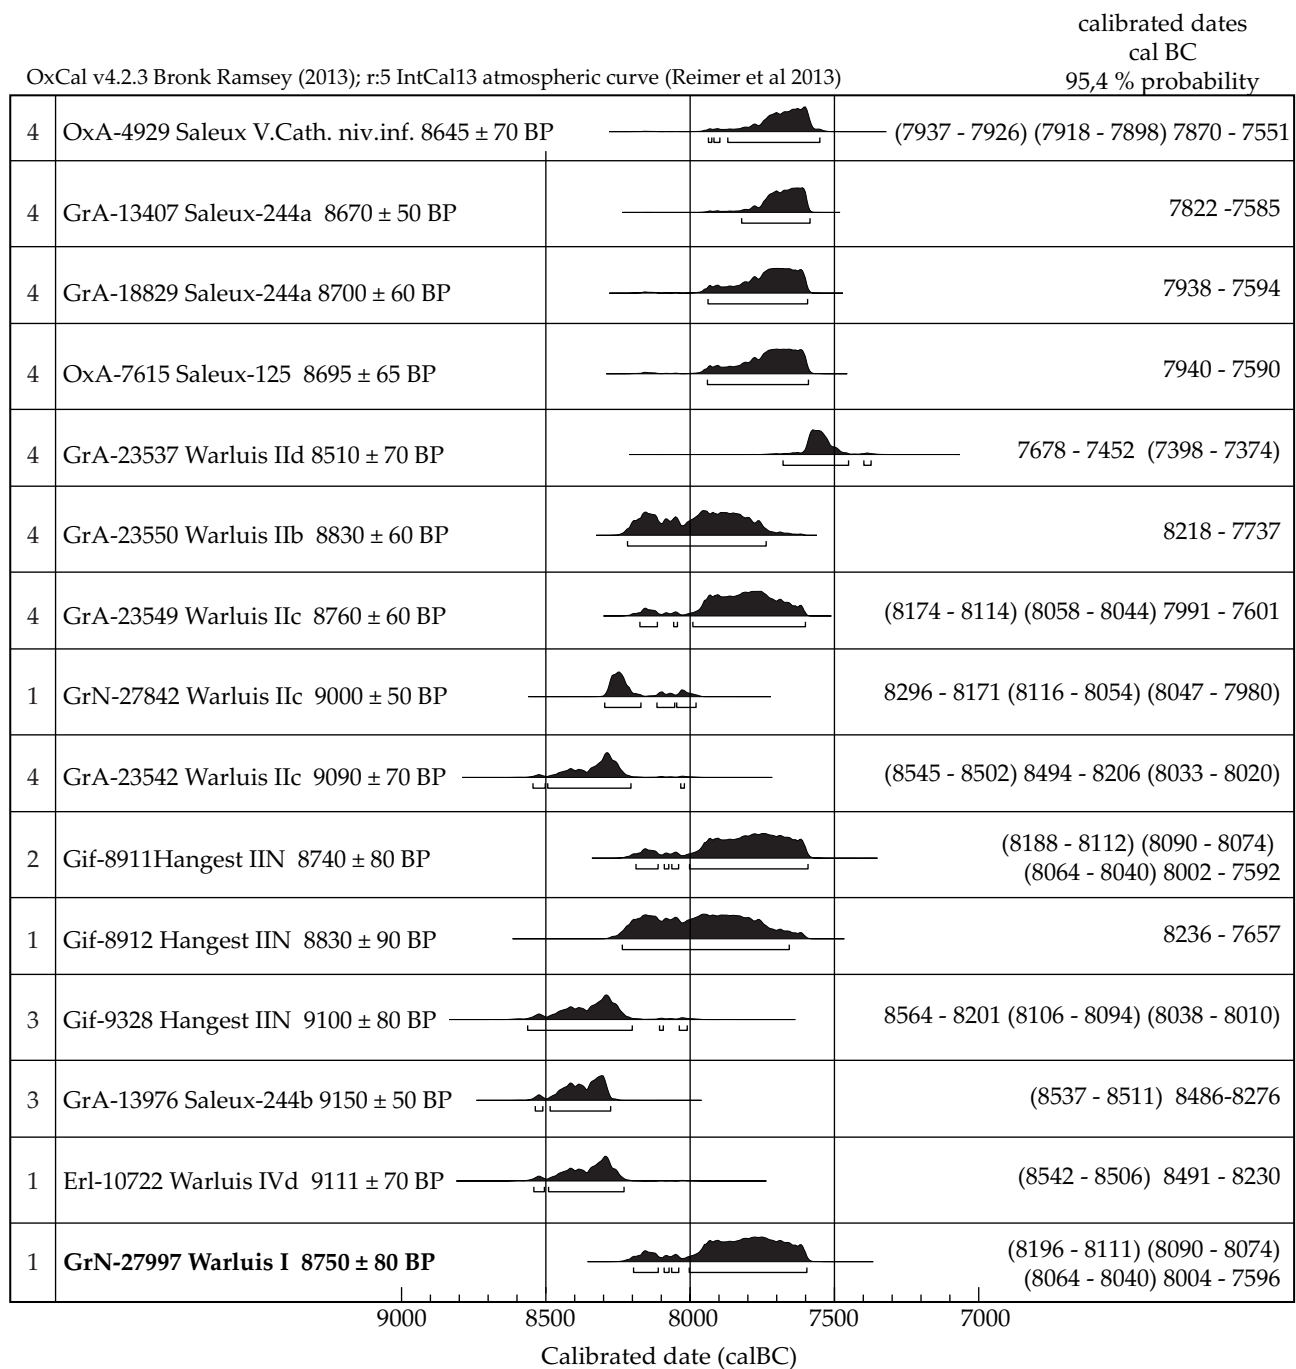 calibrated dates
cal BC
95,4 % probability
OxCal v4.2.3 Bronk Ramsey (2013); r:5 IntCal13 atmospheric curve (Reimer et al 2013)
4 OxA-4929 Saleux V.Cath. niv.inf. 8645 ± 70 BP (7937 - 7926) (7918 - 7898) 7870 - 7551
4 GrA-13407 Saleux-244a 8670 ± 50 BP 7822 -7585
4 GrA-18829 Saleux-244a 8700 ± 60 BP 7938 - 7594
4 OxA-7615 Saleux-125 8695 ± 65 BP 7940 - 7590
4 GrA-23537 Warluis IId 8510 ± 70 BP 7678 - 7452 (7398 - 7374)
4 GrA-23550 Warluis IIb 8830 ± 60 BP 8218 - 7737
4 GrA-23549 Warluis IIc 8760 ± 60 BP (8174 - 8114) (8058 - 8044) 7991 - 7601
1 GrN-27842 Warluis IIc 9000 ± 50 BP 8296 - 8171 (8116 - 8054) (8047 - 7980)
4 GrA-23542 Warluis IIc 9090 ± 70 BP (8545 - 8502) 8494 - 8206 (8033 - 8020)
2 Gif-8911Hangest IIN 8740 ± 80 BP (8188 - 8112) (8090 - 8074)
(8064 - 8040) 8002 - 7592
1 Gif-8912 Hangest IIN 8830 ± 90 BP 8236 - 7657
3 Gif-9328 Hangest IIN 9100 ± 80 BP 8564 - 8201 (8106 - 8094) (8038 - 8010)
3 GrA-13976 Saleux-244b 9150 ± 50 BP (8537 - 8511) 8486-8276
1 Erl-10722 Warluis IVd 9111 ± 70 BP (8542 - 8506) 8491 - 8230
1 GrN-27997 Warluis I 8750 ± 80 BP (8196 - 8111) (8090 - 8074)
(8064 - 8040) 8004 - 7596
9000 8500 8000 7500 7000
Calibrated date (calBC)